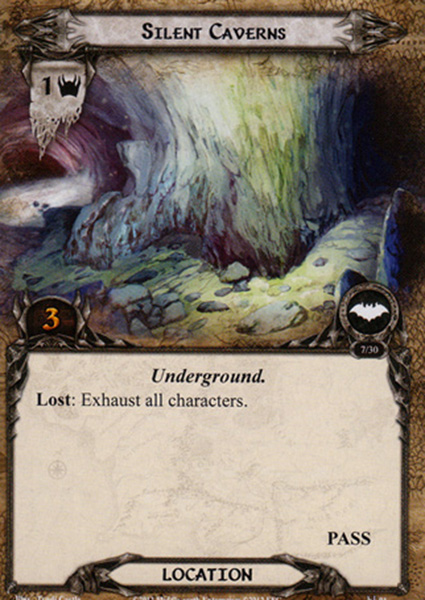 SILENT CAVERNS
1
3
7/30
Underground.
Lost: Exhaust all characters.
PASS
LOCATION